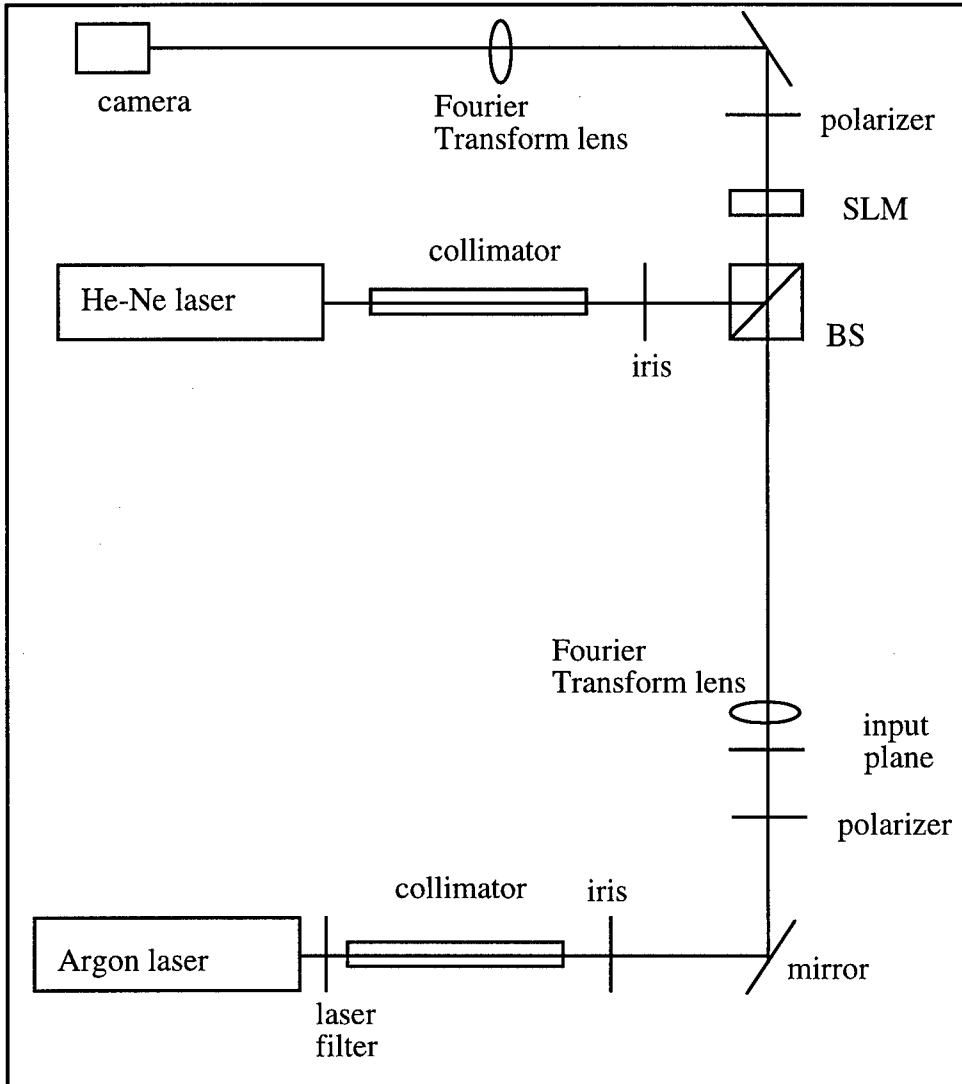 camera
Fourier
Transform lens
polarizer
SLM
collimator
He-Ne laser
iris
BS
Fourier
Transform lens
input
plane
polarizer
collimator
iris
Argon laser
mirror
laser
filter